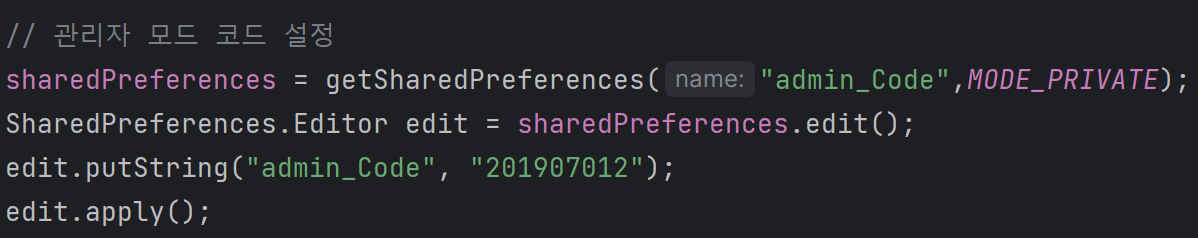 // 관리자 모드 코드 설정
sharedPreferences = getSharedPreferences( name: "admin_Code",MODE_PRIVATE);
SharedPreferences.Editor edit = sharedPreferences.edit();
edit.putString("admin_Code", "201907012");
edit.apply();